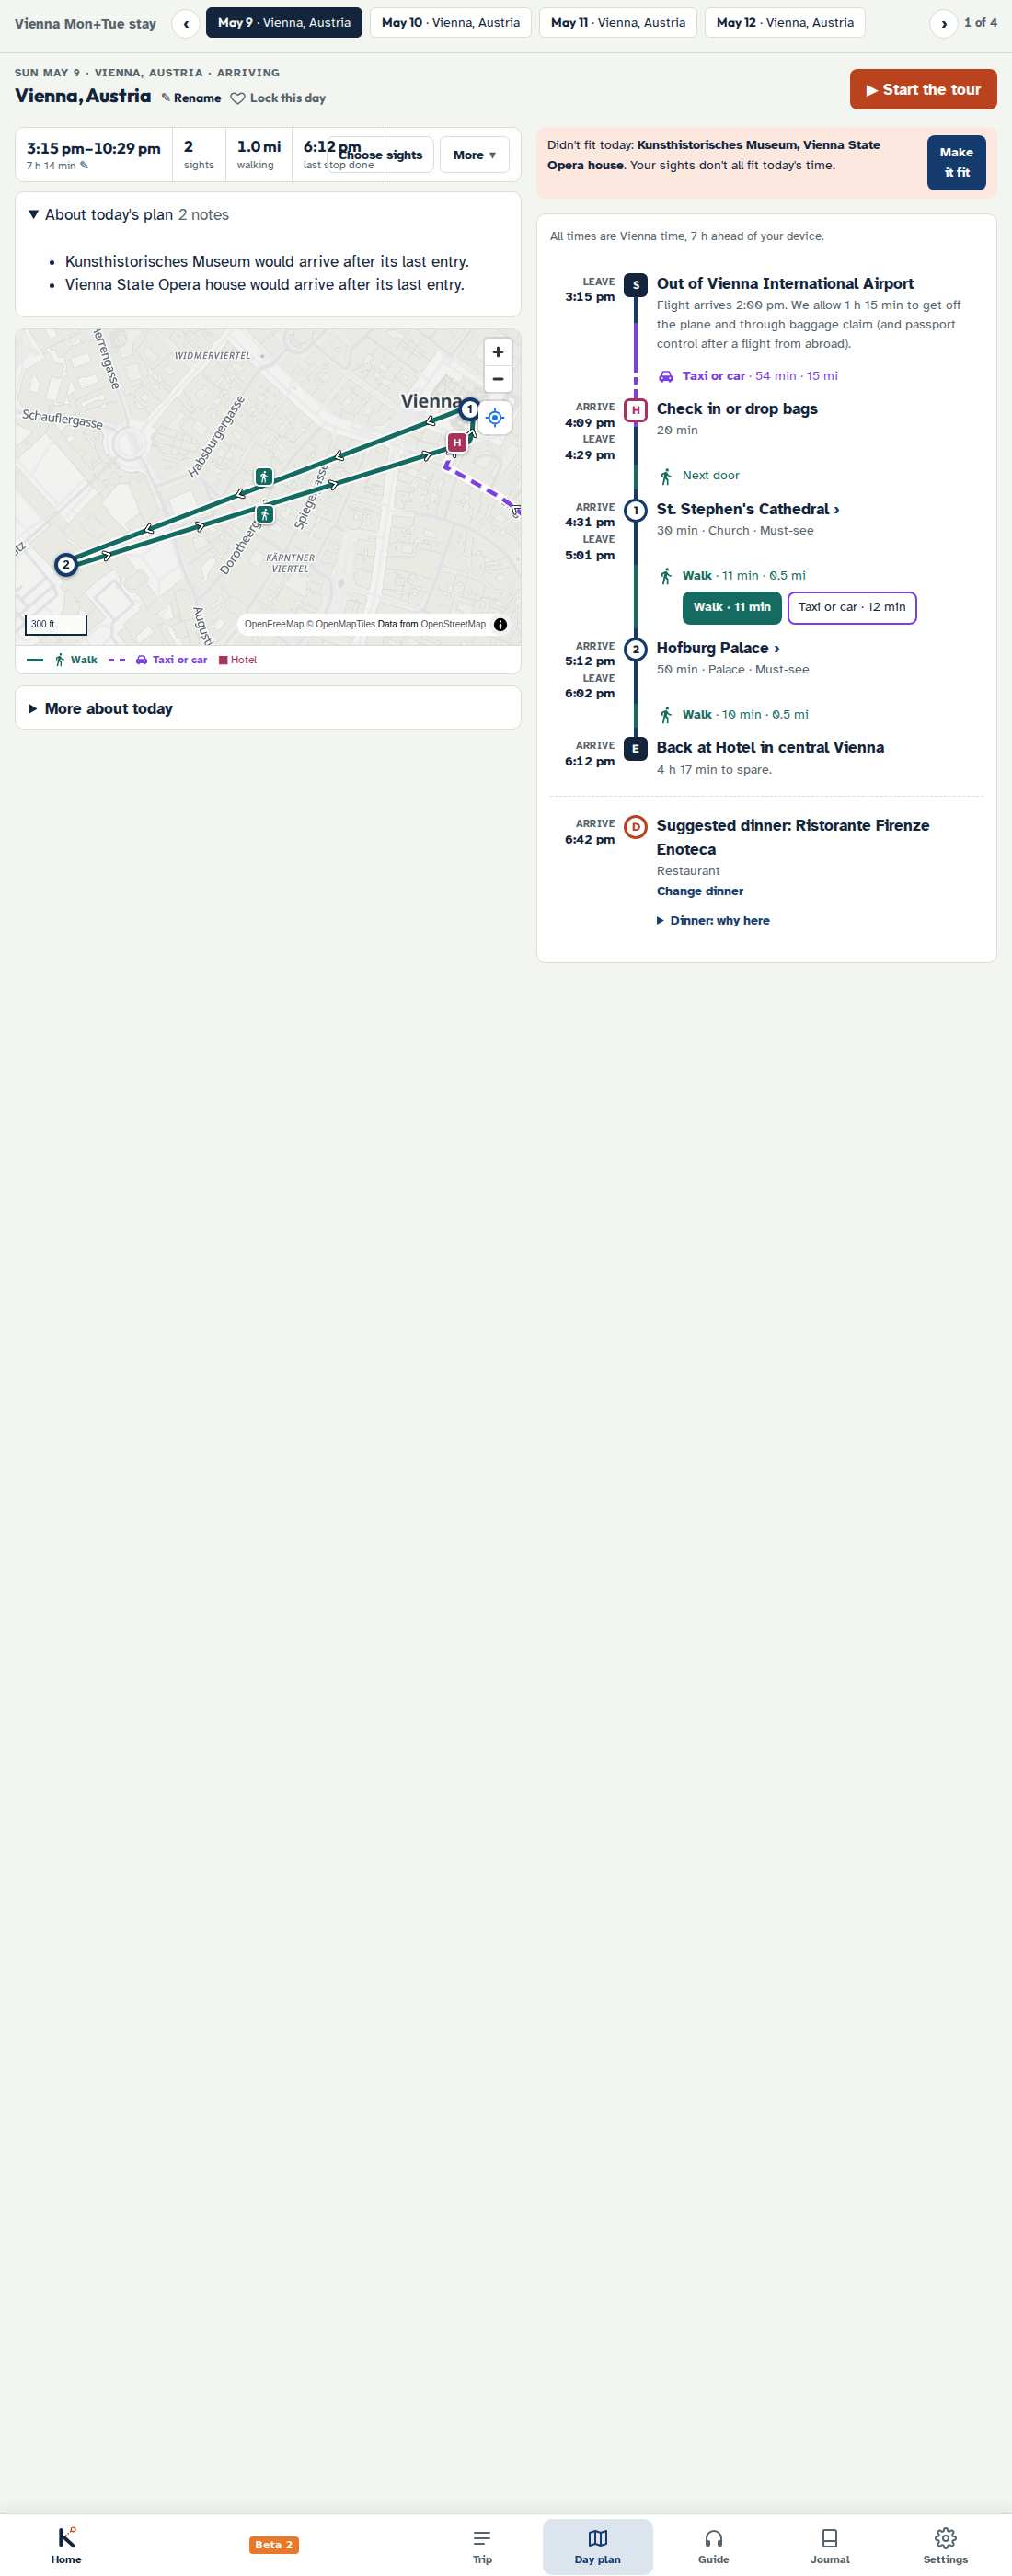 Vienna Mon+Tue stay
‹
May 9 · Vienna, Austria
May 10 · Vienna, Austria
May 11 · Vienna, Austria
May 12 · Vienna, Austria
›
1 of 4
SUN MAY 9 · VIENNA, AUSTRIA · ARRIVING
Vienna, Austria
✎ Rename
Lock this day
▶ Start the tour
3:15 pm–10:29 pm
7 h 14 min ✎
2
sights
1.0 mi
walking
6:12 pm
last stop done
Choose sights
More ▾
▼ About today's plan 2 notes
• Kunsthistorisches Museum would arrive after its last entry.
• Vienna State Opera house would arrive after its last entry.
WIDMERVIERTEL
Schauflergasse
Habsburgergasse
Vienna
1
H
2
KÄRNTNER
VIERTEL
+
−
300 ft
OpenFreeMap © OpenMapTiles Data from OpenStreetMap
Walk
Taxi or car
Hotel
▶ More about today
Didn't fit today: Kunsthistorisches Museum, Vienna State
Opera house. Your sights don't all fit today's time.
Make
it fit
All times are Vienna time, 7 h ahead of your device.
LEAVE
3:15 pm
S
Out of Vienna International Airport
Flight arrives 2:00 pm. We allow 1 h 15 min to get off
the plane and through baggage claim (and passport
control after a flight from abroad).
Taxi or car · 54 min · 15 mi
ARRIVE
4:09 pm
LEAVE
4:29 pm
H
Check in or drop bags
20 min
Next door
ARRIVE
4:31 pm
LEAVE
5:01 pm
1
St. Stephen's Cathedral ›
30 min · Church · Must-see
Walk · 11 min · 0.5 mi
Walk · 11 min
Taxi or car · 12 min
ARRIVE
5:12 pm
LEAVE
6:02 pm
2
Hofburg Palace ›
50 min · Palace · Must-see
Walk · 10 min · 0.5 mi
ARRIVE
6:12 pm
E
Back at Hotel in central Vienna
4 h 17 min to spare.
ARRIVE
6:42 pm
D
Suggested dinner: Ristorante Firenze
Enoteca
Restaurant
Change dinner
▶ Dinner: why here
Home
Beta 2
Trip
Day plan
Guide
Journal
Settings